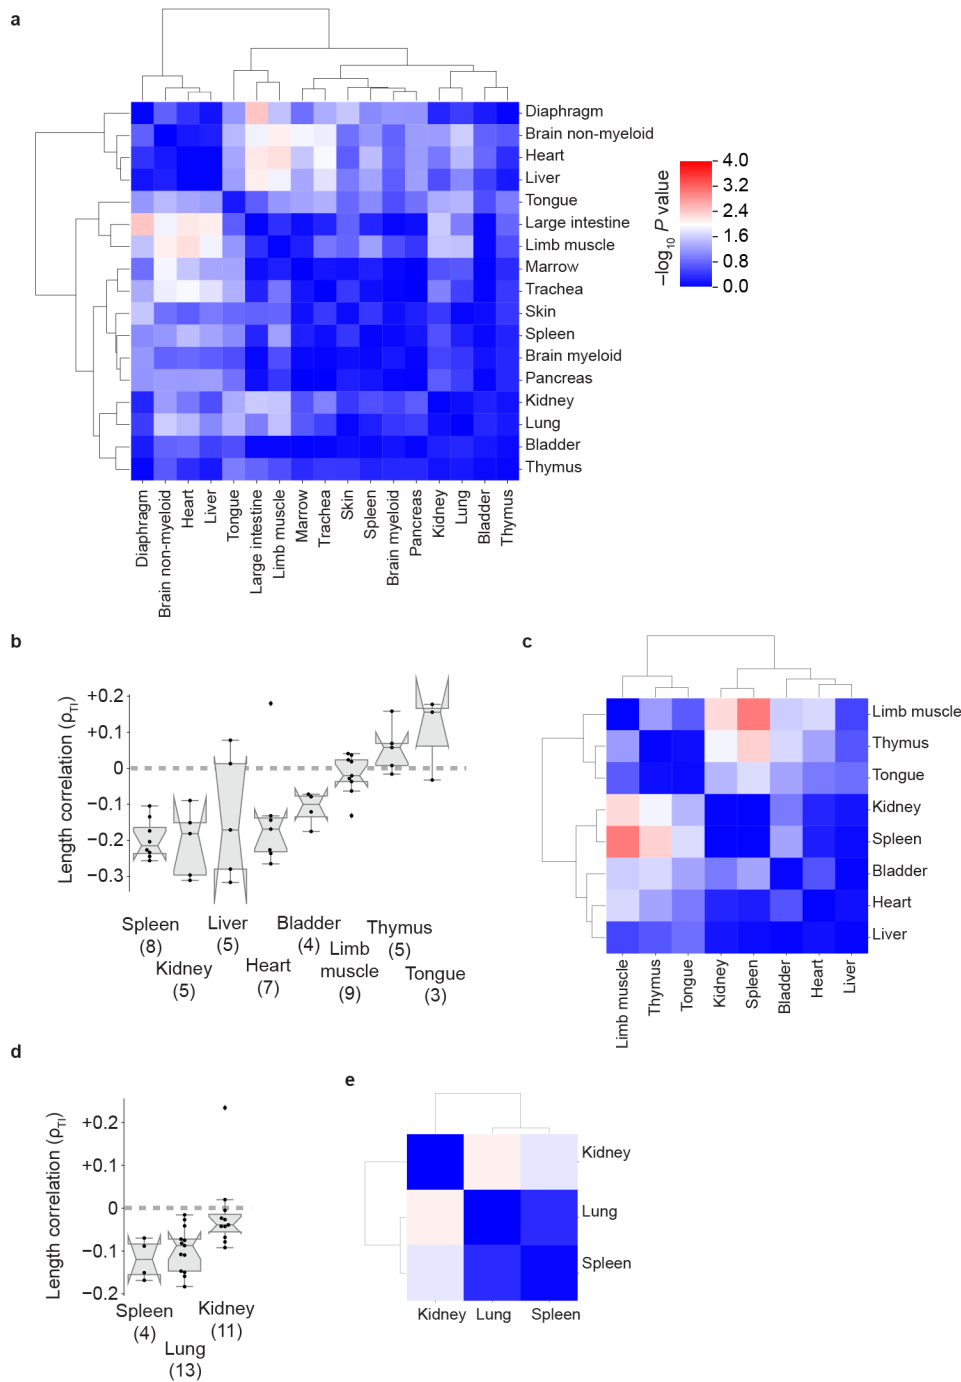 a
Diaphragm
Brain non-myeloid
Heart
Liver
Tongue
Large intestine
Limb muscle
Marrow
Trachea
Skin
Spleen
Brain myeloid
Pancreas
Kidney
Lung
Bladder
Thymus
4.0
3.2
2.4
1.6
0.8
0.0
−log10 P value
Diaphragm
Brain non-myeloid
Heart
Liver
Tongue
Large intestine
Limb muscle
Marrow
Trachea
Skin
Spleen
Brain myeloid
Pancreas
Kidney
Lung
Bladder
Thymus
b
Length correlation (ρTI)
+0.2
+0.1
0
−0.1
−0.2
−0.3
Spleen
(8)
Kidney
(5)
Liver
(5)
Heart
(7)
Bladder
(4)
Limb
muscle
(9)
Thymus
(5)
Tongue
(3)
c
Limb muscle
Thymus
Tongue
Kidney
Spleen
Bladder
Heart
Liver
Limb muscle
Thymus
Tongue
Kidney
Spleen
Bladder
Heart
Liver
d
Length correlation (ρTI)
+0.2
+0.1
0
−0.1
−0.2
Spleen
(4)
Lung
(13)
Kidney
(11)
e
Kidney
Lung
Spleen
Kidney
Lung
Spleen